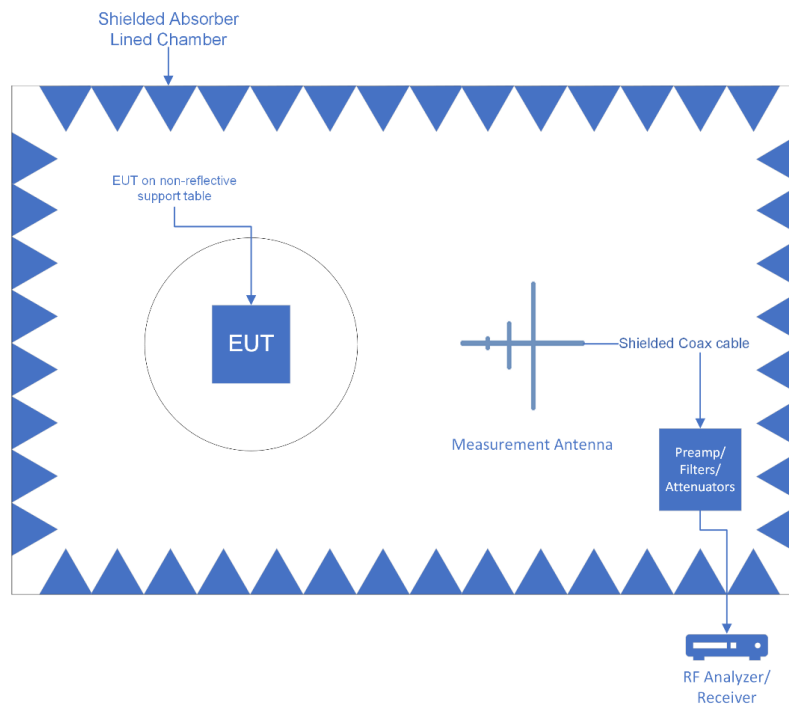 Shielded Absorber
Lined Chamber
EUT on non-reflective
support table
EUT
Shielded Coax cable
Measurement Antenna
Preamp/
Filters/
Attenuators
RF Analyzer/
Receiver